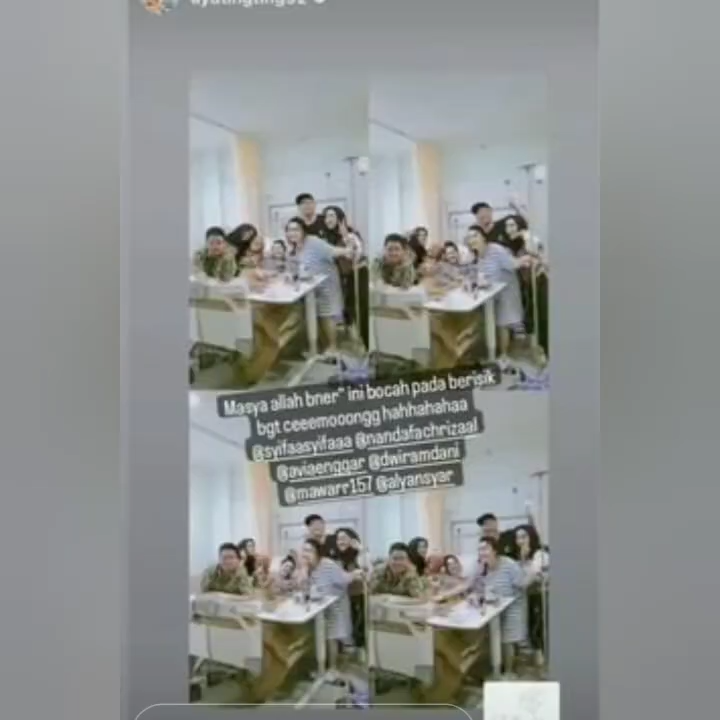 Masya allah bner" ini bocah pada berisik
bgt ceeemooongg hahhahahaa
@syifaasyifaaa @nandafachrizaal
@aviaenggar @dwiramdani
@mawarr157 @alyansyar